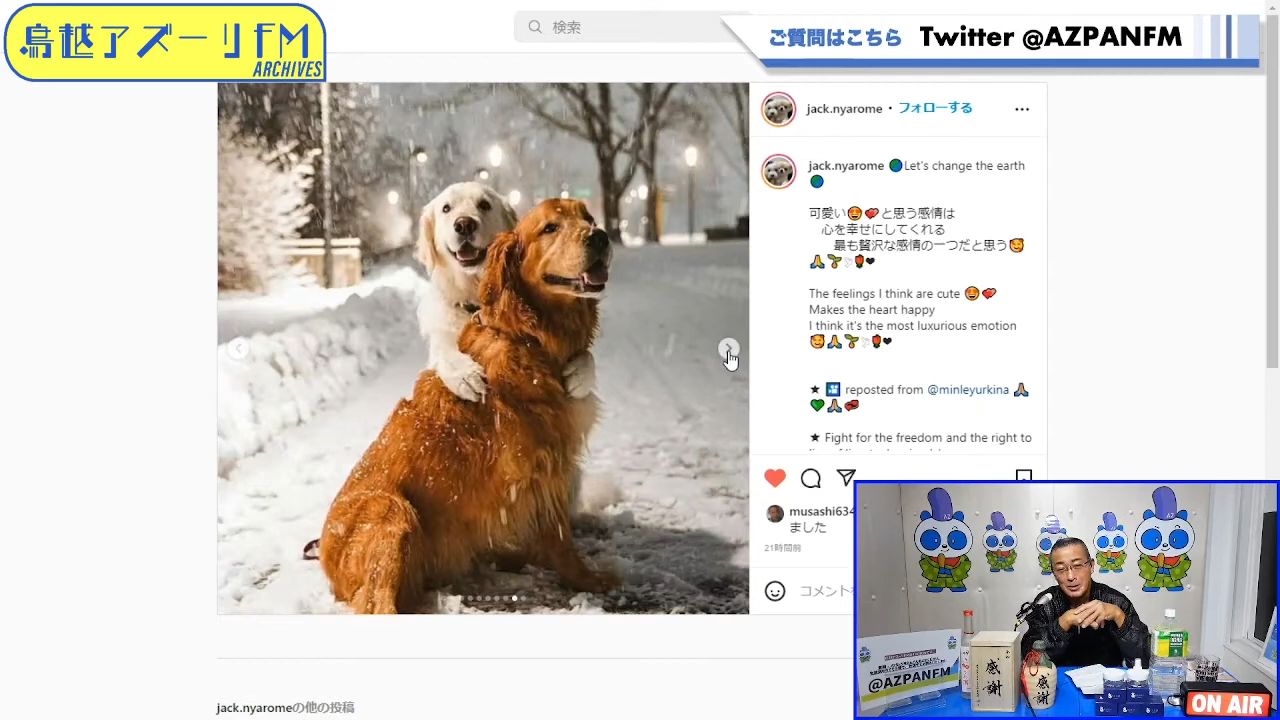 鳥越アズーリFM
ARCHIVES
検索
ご質問はこちら Twitter @AZPANFM
jack.nyarome • フォローする
jack.nyarome 🌏Let's change the earth
🌏
可愛い🤩💕と思う感情は
心を幸せにしてくれる
最も贅沢な感情の一つだと思う🥰
The feelings I think are cute
Makes the heart happy
I think it's the most luxurious emotion
★ reposted from @minleyurkina
★ Fight for the freedom and the right to
musashi634
ました
21時間前
コメント
jack.nyaromeの他の投稿
AZ
AZ
@AZPANFM
感謝
感謝
ON AIR